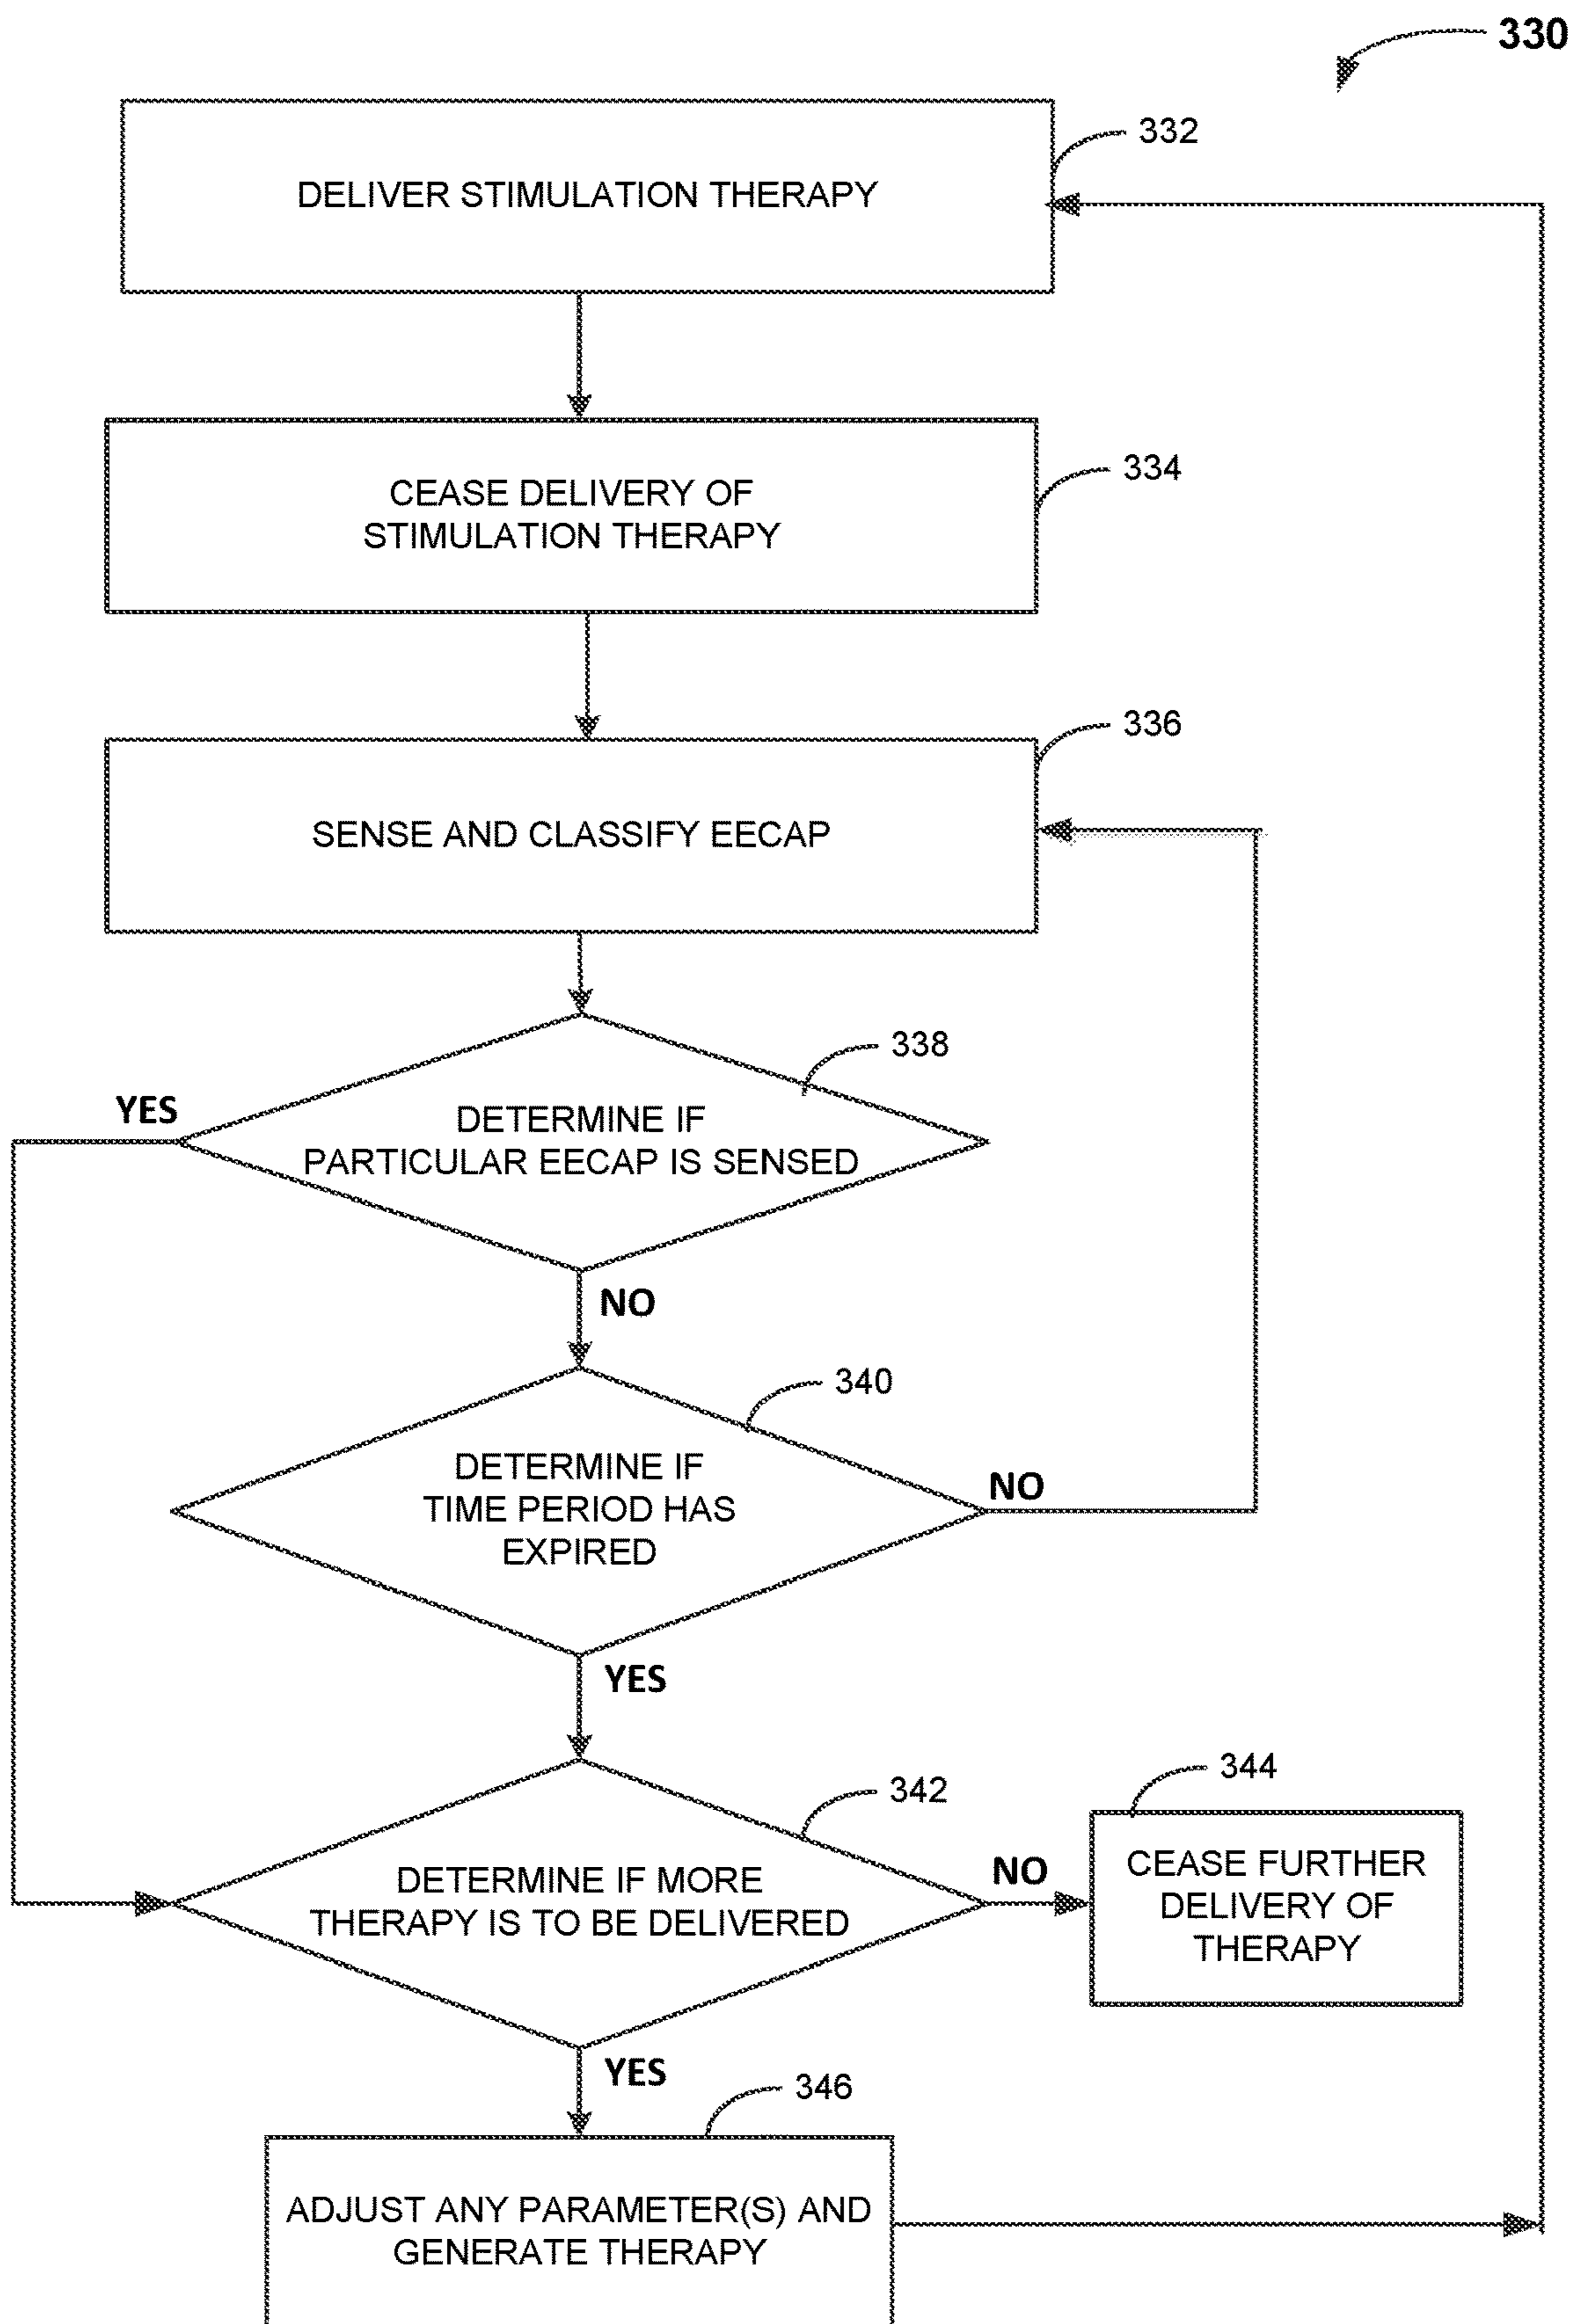 330
332
DELIVER STIMULATION THERAPY
334
CEASE DELIVERY OF
STIMULATION THERAPY
336
SENSE AND CLASSIFY EECAP
338
YES
DETERMINE IF
PARTICULAR EECAP IS SENSED
NO
340
DETERMINE IF
TIME PERIOD HAS
EXPIRED
NO
YES
342
344
DETERMINE IF MORE
THERAPY IS TO BE DELIVERED
NO
CEASE FURTHER
DELIVERY OF
THERAPY
YES
346
ADJUST ANY PARAMETER(S) AND
GENERATE THERAPY